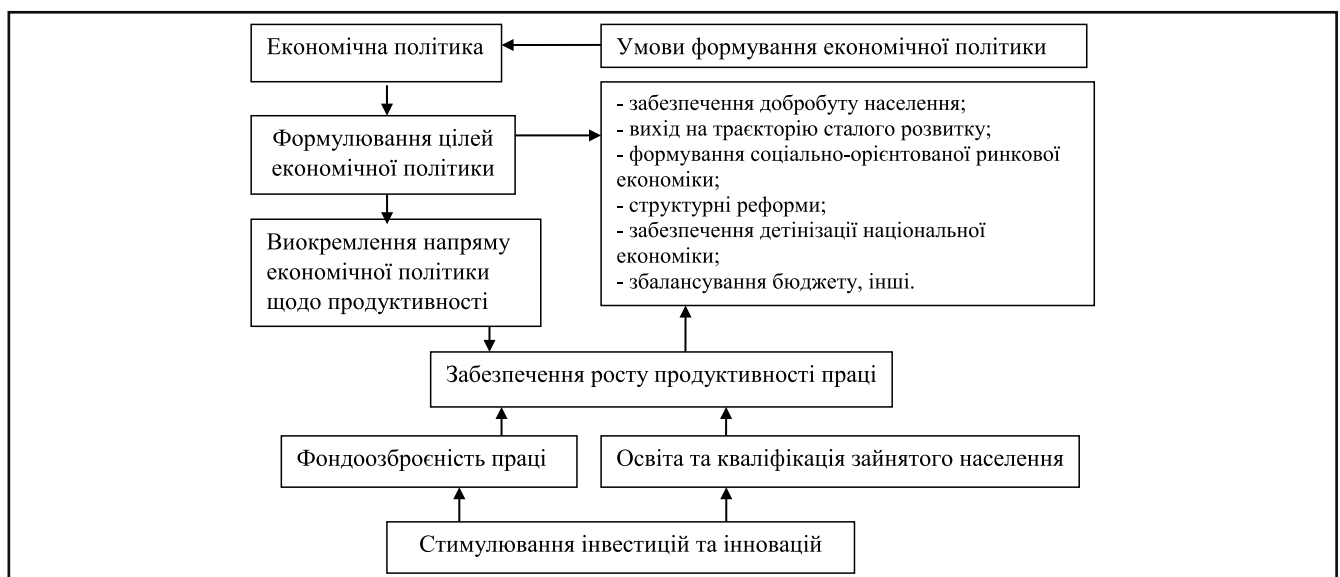 Економічна політика
Умови формування економічної політики
Формулювання цілей
економічної політики
- забезпечення добробуту населення;
- вихід на траєкторію сталого розвитку;
- формування соціально-орієнтованої ринкової
економіки;
- структурні реформи;
- забезпечення детінізації національної
економіки;
- збалансування бюджету, інші.
Виокремлення напряму
економічної політики
щодо продуктивності
Забезпечення росту продуктивності праці
Фондоозброєність праці
Освіта та кваліфікація зайнятого населення
Стимулювання інвестицій та інновацій